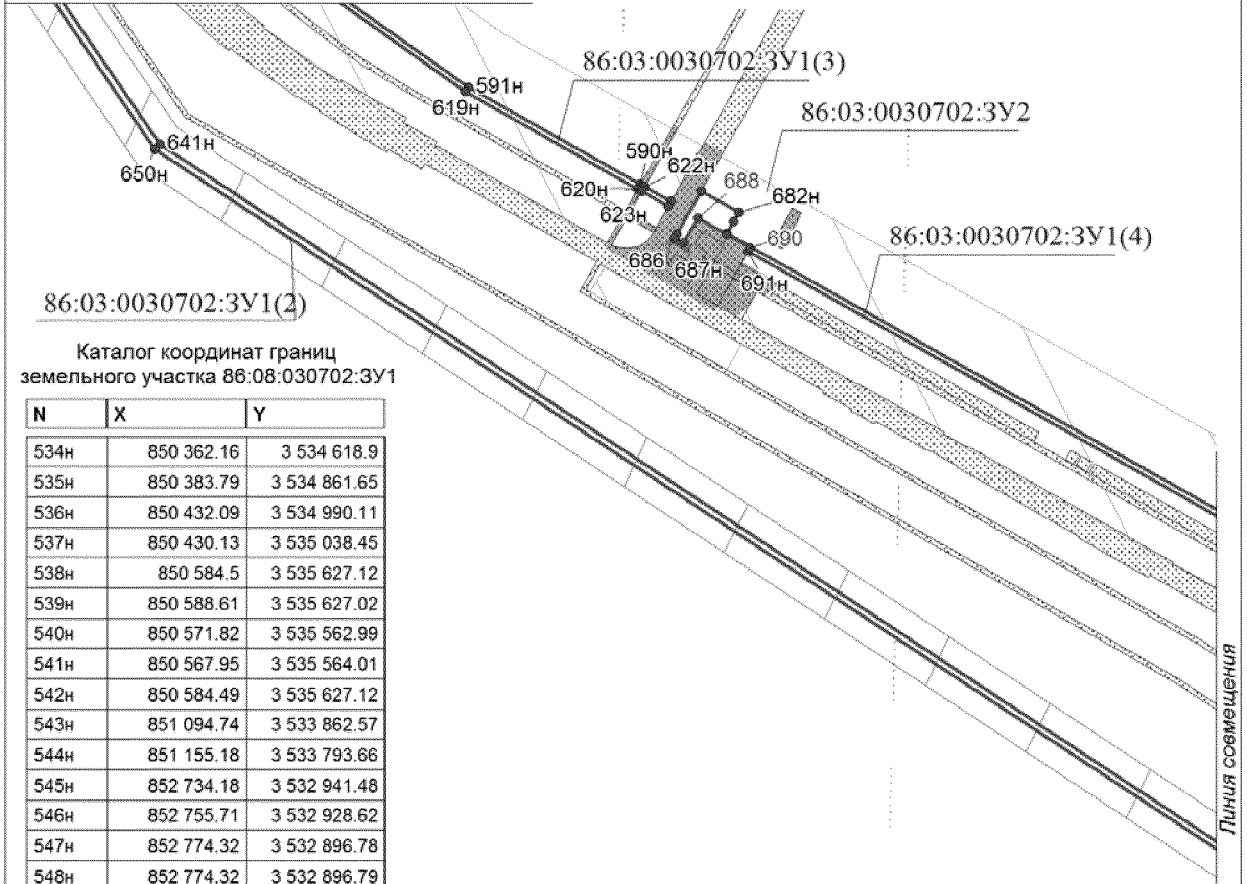 86:03:0030702:ЗУ1(3)
591н
619н
86:03:0030702:ЗУ2
590н
622н
641н
650н
620н
688
682н
623н
690
86:03:0030702:ЗУ1(4)
686
687н
691н
86:03:0030702:ЗУ1(2)
Каталог координат границ
земельного участка 86:08:030702:ЗУ1
N X Y
534н 850 362.16 3 534 618.9
535н 850 383.79 3 534 861.65
536н 850 432.09 3 534 990.11
537н 850 430.13 3 535 038.45
538н 850 584.5 3 535 627.12
539н 850 588.61 3 535 627.02
540н 850 571.82 3 535 562.99
541н 850 567.95 3 535 564.01
542н 850 584.49 3 535 627.12
543н 851 094.74 3 533 862.57
544н 851 155.18 3 533 793.66
545н 852 734.18 3 532 941.48
546н 852 755.71 3 532 928.62
547н 852 774.32 3 532 896.78
548н 852 774.32 3 532 896.79
Линия совмещения